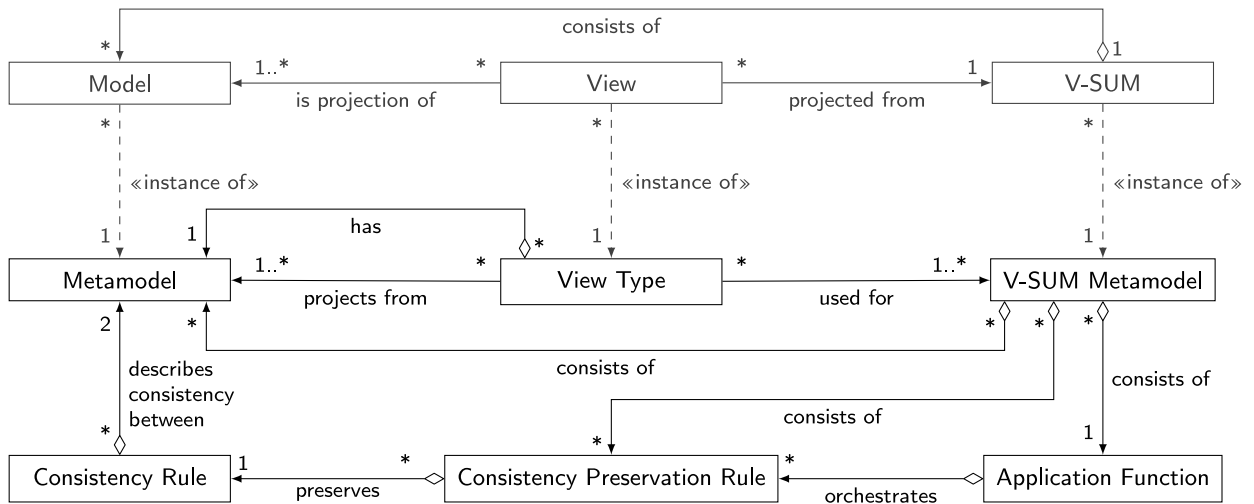 consists of
*
1
Model
1..*
*
View
*
1
V-SUM
is projection of
projected from
*
*
*
«instance of»
«instance of»
«instance of»
1
1
has
*
1
1
Metamodel
1..*
*
View Type
*
1..*
V-SUM Metamodel
projects from
used for
2
*
*
*
*
consists of
describes
consistency
between
consists of
consists of
*
*
1
Consistency Rule
1
*
Consistency Preservation Rule
*
Application Function
preserves
orchestrates